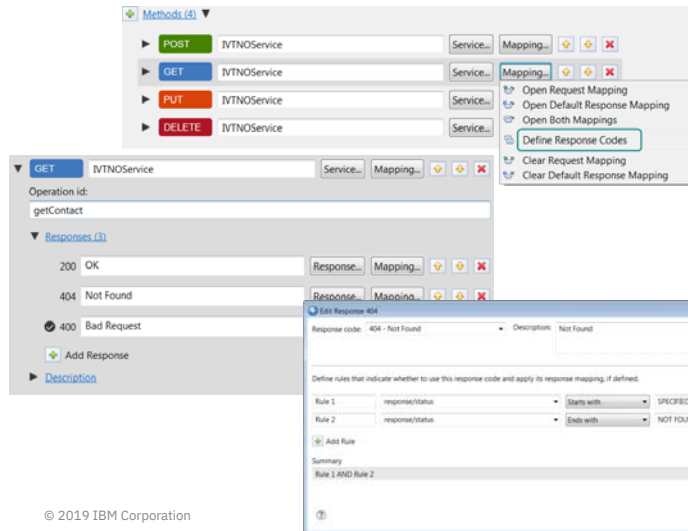 Methods (4)
POST IVTNOService Service... Mapping...
GET IVTNOService Service... Mapping...
Open Request Mapping
Open Default Response Mapping
PUT IVTNOService Service...
Open Both Mappings
DELETE IVTNOService Service...
Define Response Codes
Clear Request Mapping
Clear Default Response Mapping
GET IVTNOService Service... Mapping...
Operation id:
getContact
Responses (3)
200 OK Response... Mapping...
404 Not Found Response... Mapping...
400 Bad Request
Add Response
Description
Edit Response 404
Response code: 404 - Not Found Description: Not Found
Define rules that indicate whether to use this response code and apply its response mapping, if defined.
Rule 1 response/status Starts with SPECIFIED
Rule 2 response/status Ends with NOT FOU
Add Rule
Summary
Rule 1 AND Rule 2
© 2019 IBM Corporation